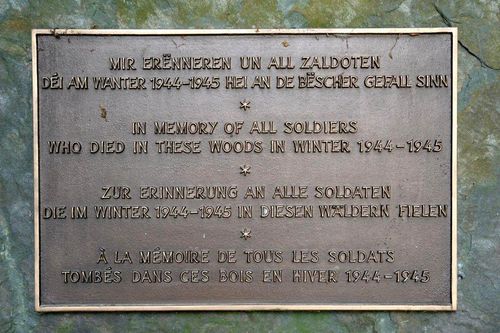 MIR ERËNNEREN UN ALL ZALDOTEN
DÉI AM WANTER 1944-1945 HEI AN DE BËSCHER GEFALL SINN
*
IN MEMORY OF ALL SOLDIERS
WHO DIED IN THESE WOODS IN WINTER 1944-1945
*
ZUR ERINNERUNG AN ALLE SOLDATEN
DIE IM WINTER 1944-1945 IN DIESEN WÄLDERN FIELEN
*
À LA MÉMOIRE DE TOUS LES SOLDATS
TOMBÉS DANS CES BOIS EN HIVER 1944-1945